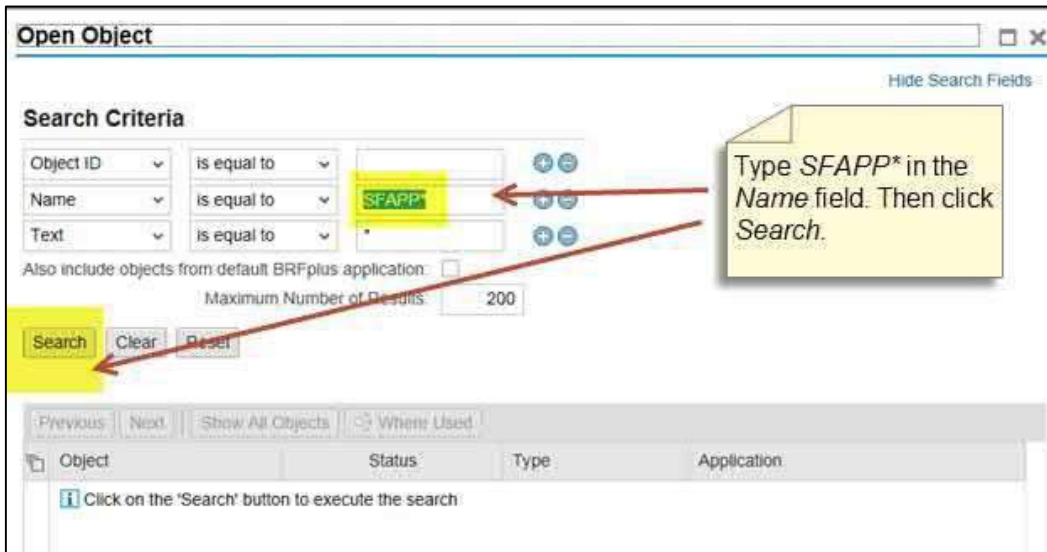 Open Object
Hide Search Fields
Search Criteria
Object ID is equal to
Name is equal to SFAPP*
Text is equal to *
Type SFAPP* in the
Name field. Then click
Search.
Also include objects from default BRFplus application:
Maximum Number of Results 200
Search Clear Reset
Previous Next Show All Objects Where Used
Object Status Type Application
Click on the 'Search' button to execute the search